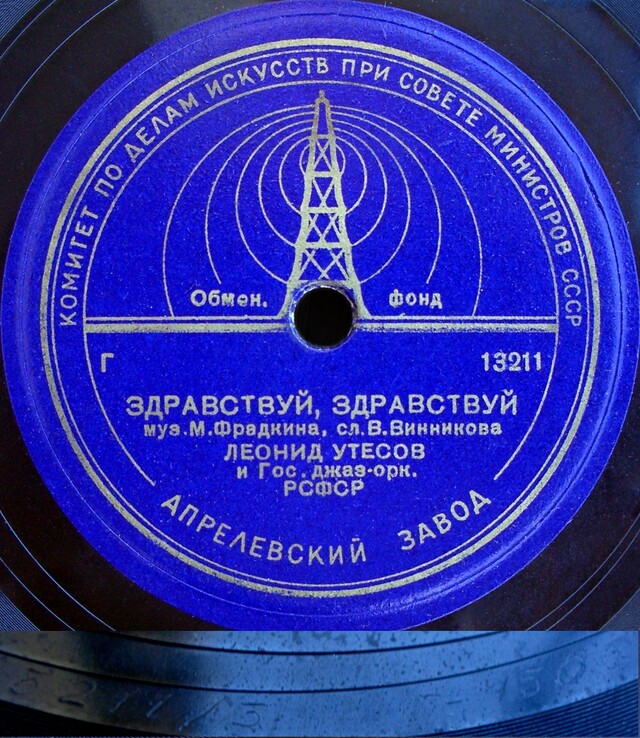 КОМИТЕТ ПО ДЕЛАМ ИСКУССТВ ПРИ СОВЕТЕ МИНИСТРОВ СССР
Обмен. фонд
Г 13211
ЗДРАВСТВУЙ, ЗДРАВСТВУЙ
муз.М.Фрадкина, сл.В.Винникова
ЛЕОНИД УТЕСОВ
и Гос. джаз-орк.
РСФСР
АПРЕЛЕВСКИЙ ЗАВОД